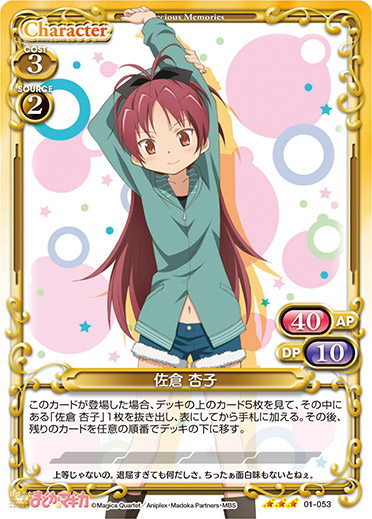 Precious Memories
Character
COST
3
SOURCE
2
40 AP
DP 10
佐倉 杏子
このカードが登場した場合、デッキの上のカード5枚を見て、その中に
ある「佐倉 杏子」1枚を抜き出し、表にしてから手札に加える。その後、
残りのカードを任意の順番でデッキの下に移す。
上等じゃないの。退屈すぎても何だしさ。ちったぁ面白味もないとねぇ。
まどか☆マギカ
©Magica Quartet／Aniplex・Madoka Partners・MBS
★★★ 01-053